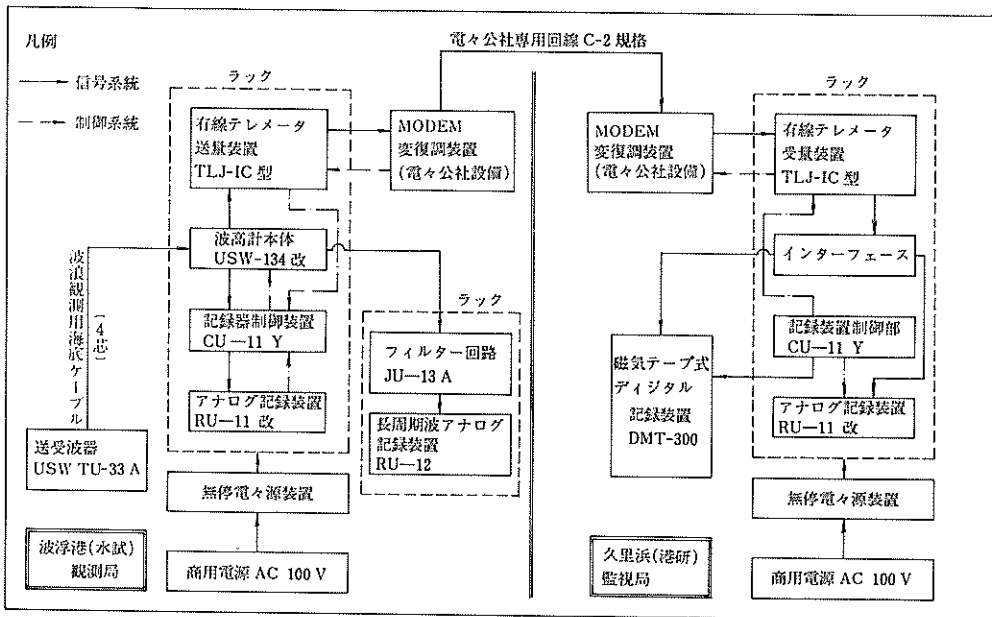 凡例
信号系統
制御系統
電々公社専用回線 C-2 規格
ラック
有線テレメータ
送量装置
TLJ-IC 型
MODEM
変復調装置
(電々公社設備)
波高計本体
USW-134 改
記録器制御装置
CU—11 Y
アナログ記録装置
RU—11 改
波浪観測用海底ケーブル
〔4芯〕
送受波器
USW TU-33 A
ラック
フィルター回路
JU—13 A
長周期波アナログ
記録装置
RU—12
無停電々源装置
商用電源 AC 100 V
波浮港(水試)
観測局
MODEM
変復調装置
(電々公社設備)
ラック
有線テレメータ
受量装置
TLJ-IC 型
インターフェース
記録装置制御部
CU—11 Y
アナログ記録装置
RU—11 改
磁気テープ式
ディジタル
記録装置
DMT-300
無停電々源装置
商用電源 AC 100 V
久里浜(港研)
監視局